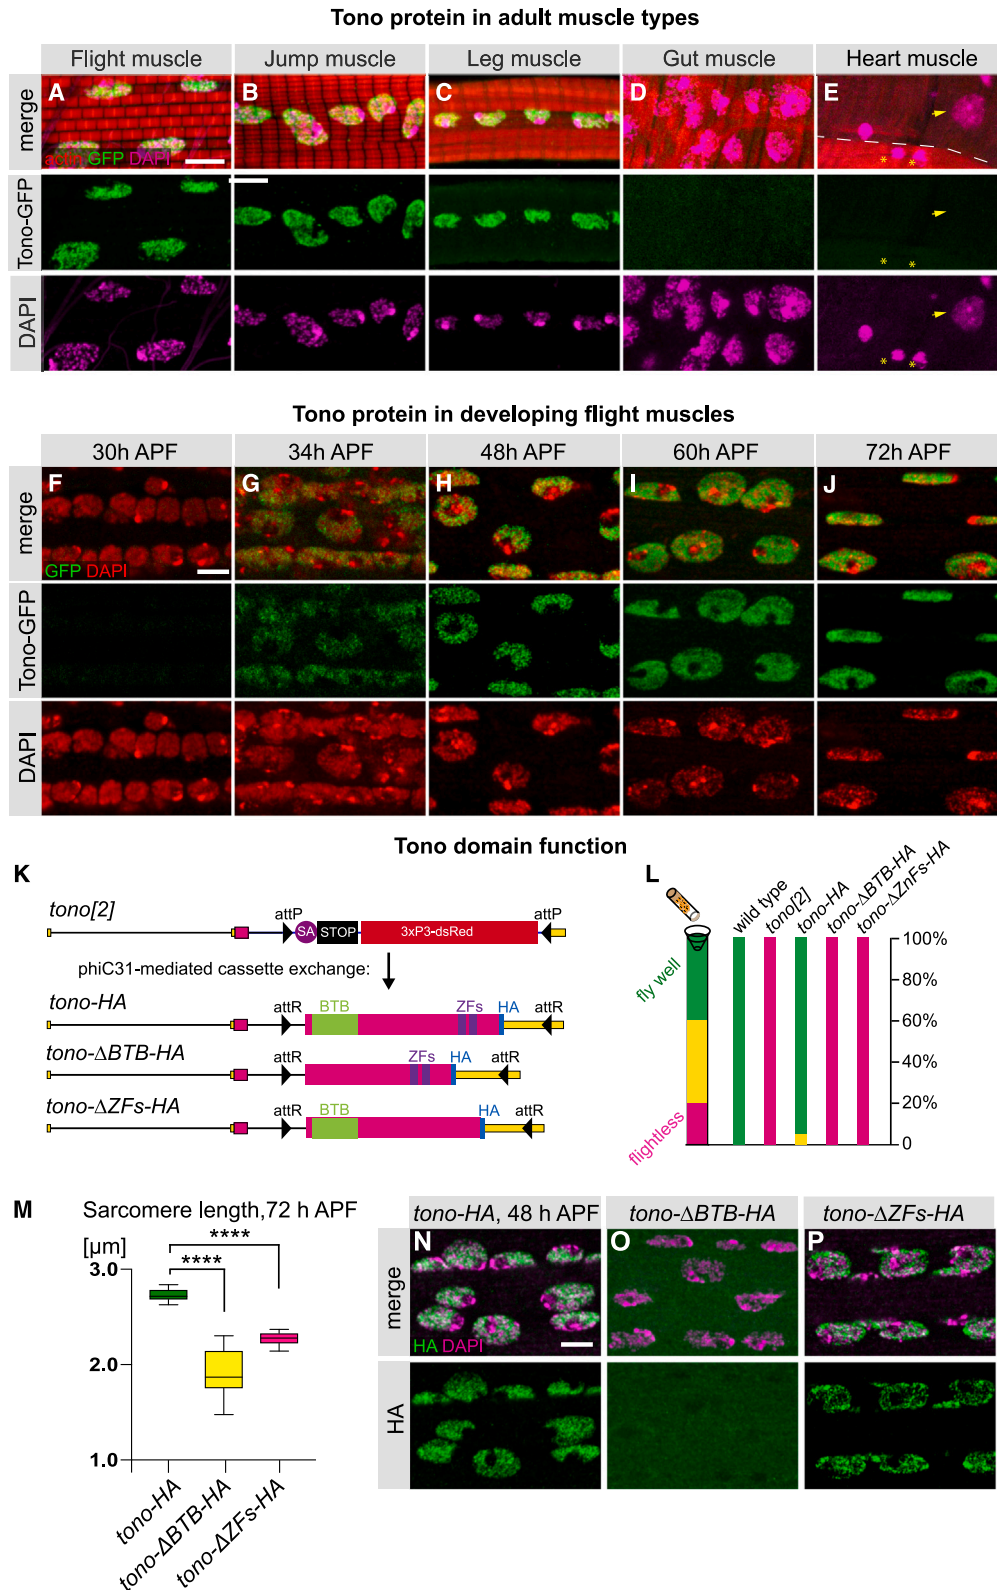 Tono protein in adult muscle types
Flight muscle Jump muscle Leg muscle Gut muscle Heart muscle
merge
A B C D E
actin GFP DAPI
Tono-GFP
* *
DAPI
* *
Tono protein in developing flight muscles
30h APF 34h APF 48h APF 60h APF 72h APF
merge
F G H I J
GFP DAPI
Tono-GFP
DAPI
Tono domain function
K
tono[2]
attP SA STOP 3xP3-dsRed attP
phiC31-mediated cassette exchange:
tono-HA
attR BTB ZFs HA attR
tono-ΔBTB-HA
attR ZFs HA attR
tono-ΔZFs-HA
attR BTB HA attR
L
wild type tono[2] tono-HA tono-ΔBTB-HA tono-ΔZnFs-HA
fly well
flightless
100%
80%
60%
40%
20%
0
M Sarcomere length,72 h APF
[µm]
**** ****
3.0
2.0
1.0
tono-HA tono-ΔBTB-HA tono-ΔZFs-HA
tono-HA, 48 h APF tono-ΔBTB-HA tono-ΔZFs-HA
merge
N O P
HA DAPI
HA